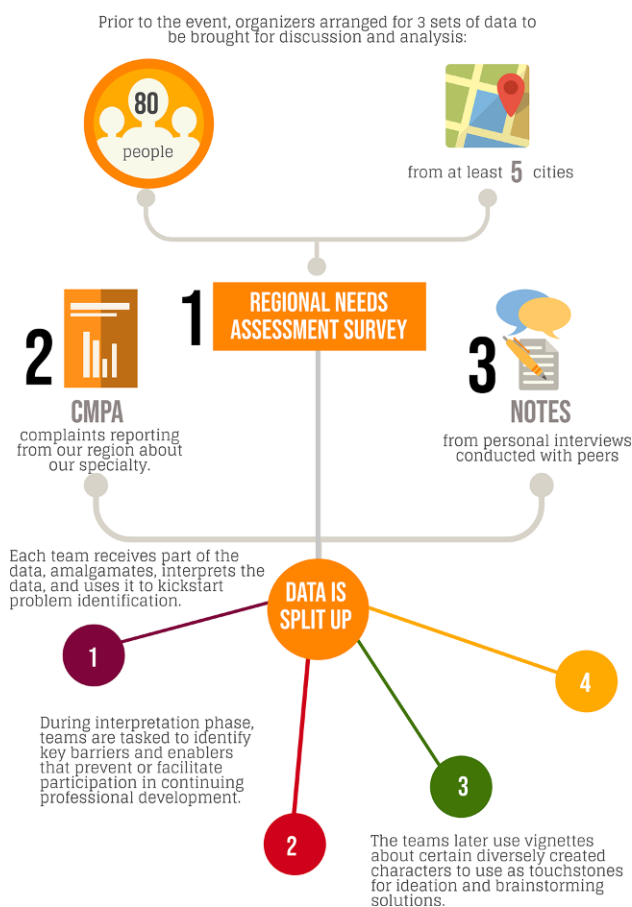 Prior to the event, organizers arranged for 3 sets of data to
be brought for discussion and analysis:
80
people
from at least 5 cities
1
REGIONAL NEEDS
ASSESSMENT SURVEY
2
CMPA
complaints reporting
from our region about
our specialty.
3
NOTES
from personal interviews
conducted with peers
Each team receives part of the
data, amalgamates, interprets the
data, and uses it to kickstart
problem identification.
DATA IS
SPLIT UP
1
During interpretation phase,
teams are tasked to identify
key barriers and enablers
that prevent or facilitate
participation in continuing
professional development.
2
3
4
The teams later use vignettes
about certain diversely created
characters to use as touchstones
for ideation and brainstorming
solutions.